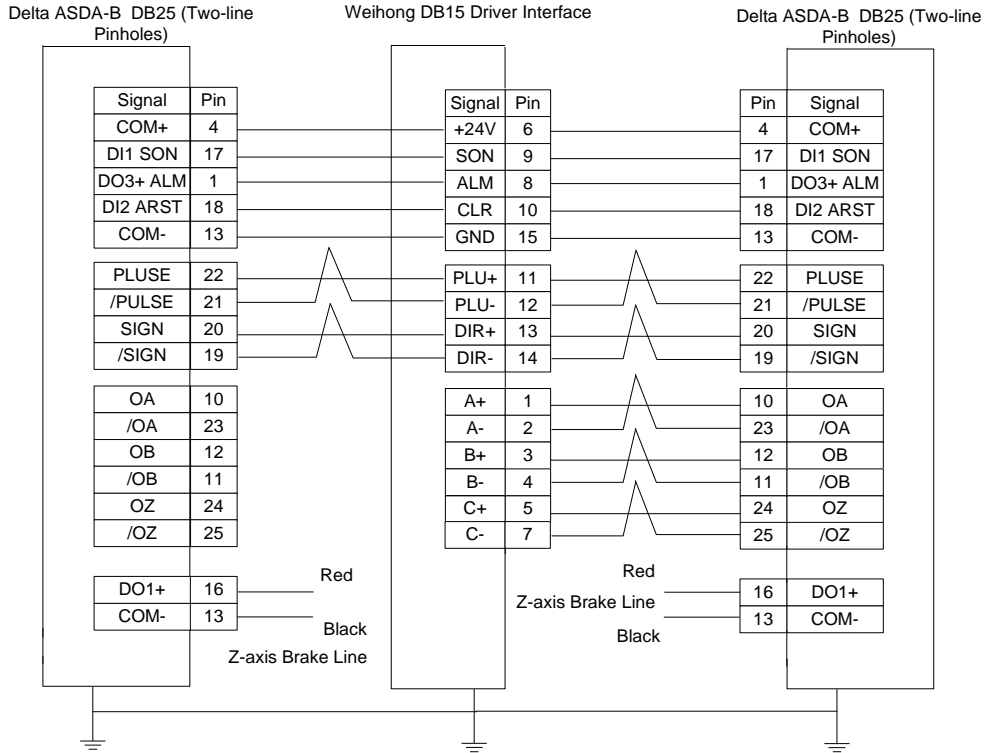 Delta ASDA-B DB25 (Two-line
Pinholes)
Weihong DB15 Driver Interface
Delta ASDA-B DB25 (Two-line
Pinholes)
Signal Pin
COM+ 4
DI1 SON 17
DO3+ ALM 1
DI2 ARST 18
COM- 13
PLUSE 22
/PULSE 21
SIGN 20
/SIGN 19
OA 10
/OA 23
OB 12
/OB 11
OZ 24
/OZ 25
DO1+ 16
COM- 13
Red
Black
Z-axis Brake Line
Signal Pin
+24V 6
SON 9
ALM 8
CLR 10
GND 15
PLU+ 11
PLU- 12
DIR+ 13
DIR- 14
A+ 1
A- 2
B+ 3
B- 4
C+ 5
C- 7
Red
Z-axis Brake Line
Black
Pin Signal
4 COM+
17 DI1 SON
1 DO3+ ALM
18 DI2 ARST
13 COM-
22 PLUSE
21 /PULSE
20 SIGN
19 /SIGN
10 OA
23 /OA
12 OB
11 /OB
24 OZ
25 /OZ
16 DO1+
13 COM-